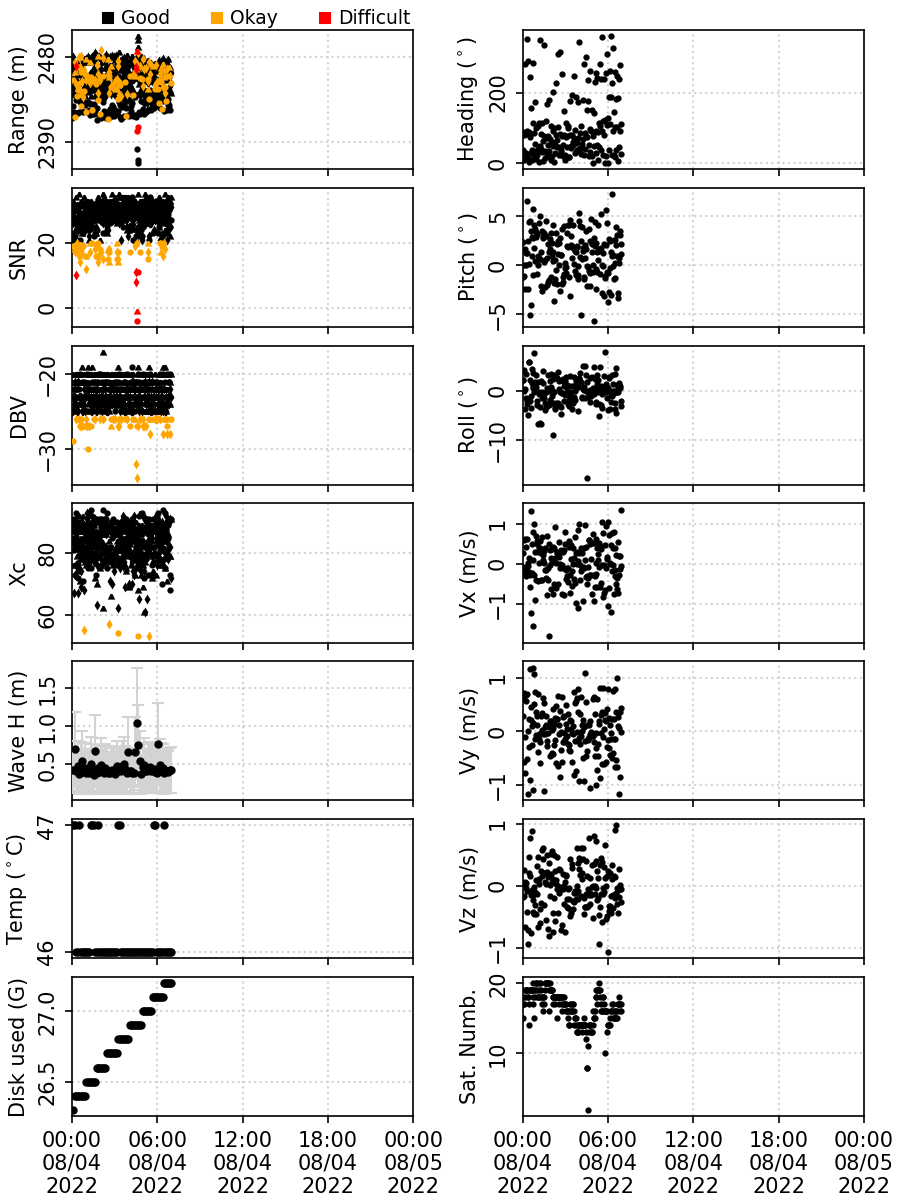 Good Okay Difficult
Range (m)
2480
2390
Heading (°)
200
0
SNR
20
0
Pitch (°)
5
0
−5
DBV
−20
−30
Roll (°)
0
−10
Xc
80
60
Vx (m/s)
1
0
−1
Wave H (m)
1.5
1.0
0.5
Vy (m/s)
1
0
−1
Temp (°C)
47
46
Vz (m/s)
1
0
−1
Disk used (G)
27.0
26.5
Sat. Numb.
20
10
00:00 06:00 12:00 18:00 00:00
08/04 08/04 08/04 08/04 08/05
2022 2022 2022 2022 2022
00:00 06:00 12:00 18:00 00:00
08/04 08/04 08/04 08/04 08/05
2022 2022 2022 2022 2022